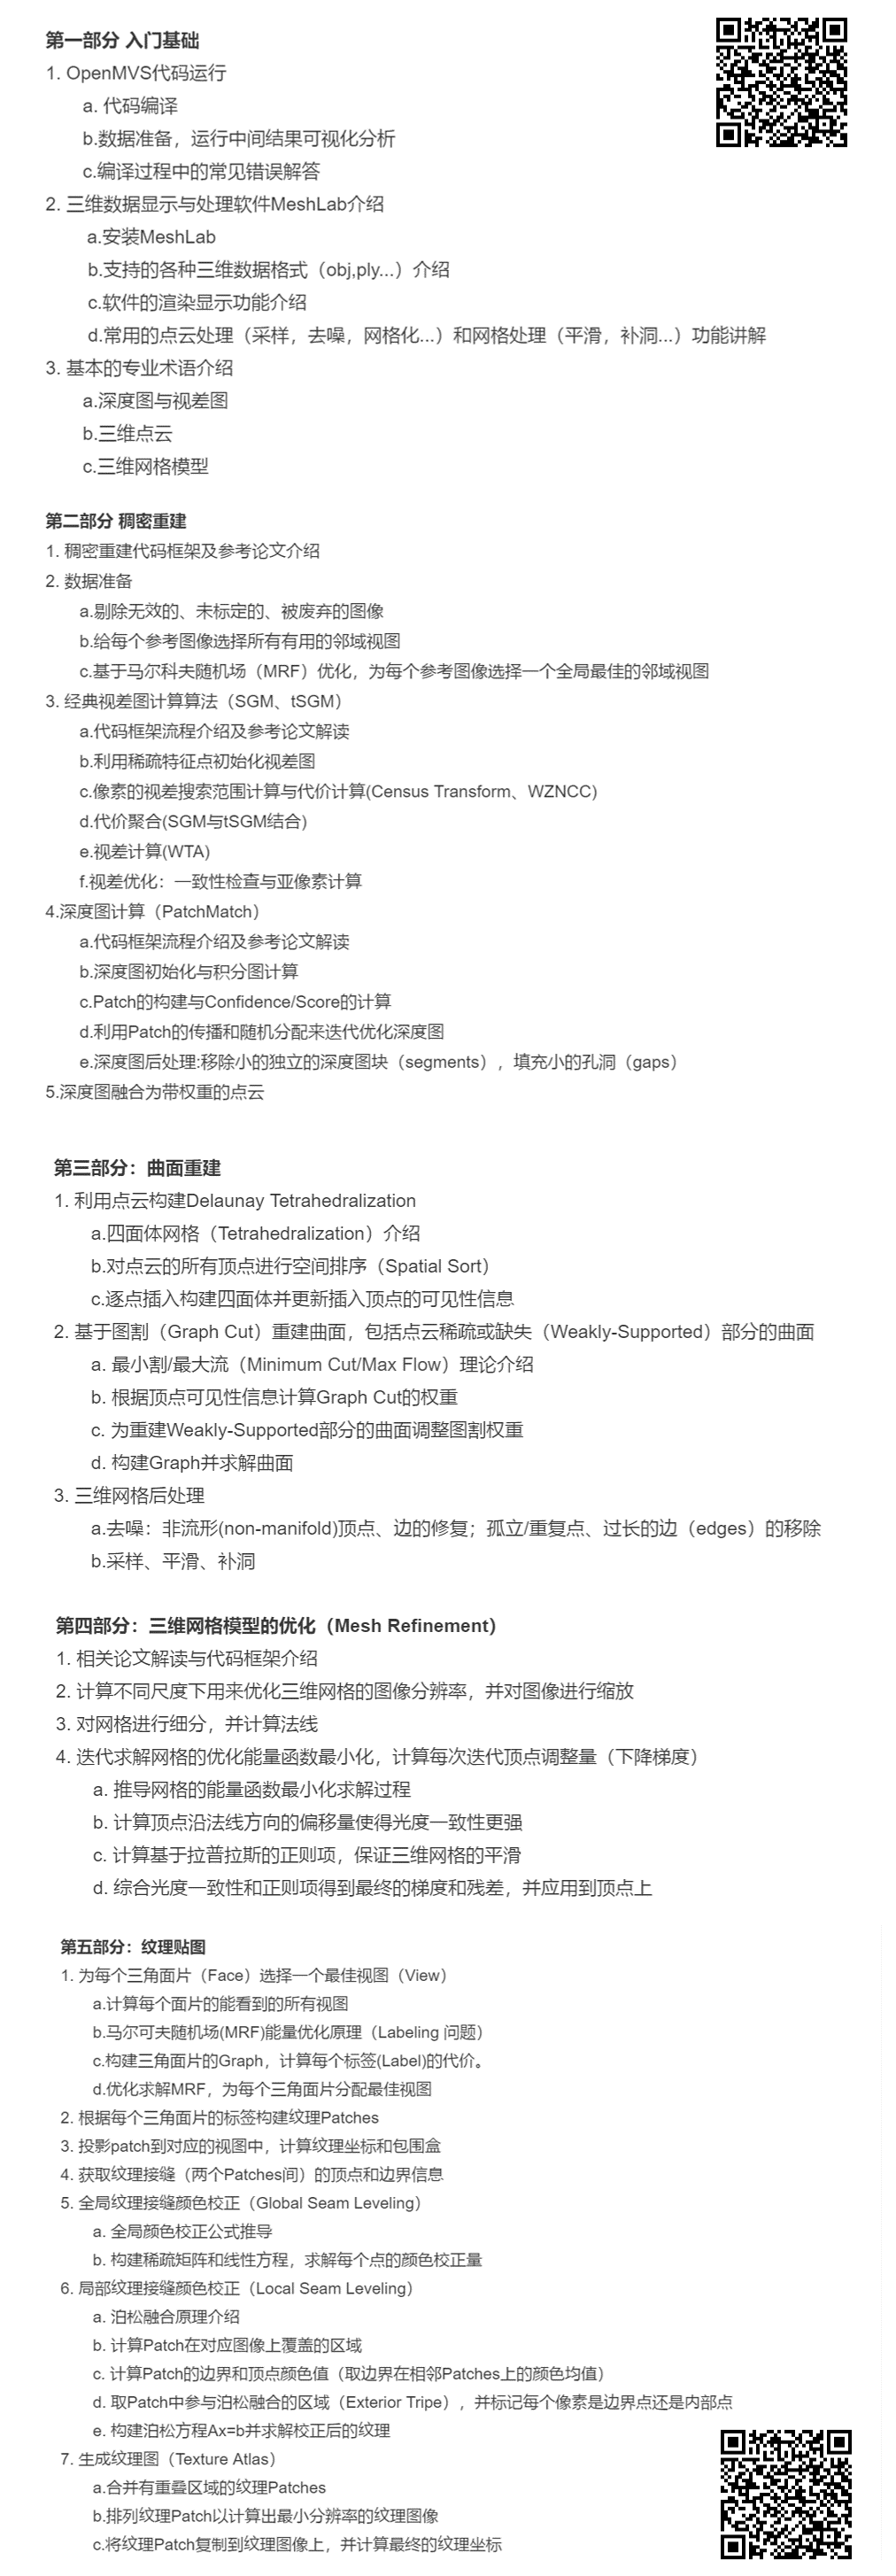 第一部分 入门基础
1. OpenMVS代码运行
a. 代码编译
b.数据准备，运行中间结果可视化分析
c.编译过程中的常见错误解答
2. 三维数据显示与处理软件MeshLab介绍
a.安装MeshLab
b.支持的各种三维数据格式（obj,ply...）介绍
c.软件的渲染显示功能介绍
d.常用的点云处理（采样，去噪，网格化...）和网格处理（平滑，补洞...）功能讲解
3. 基本的专业术语介绍
a.深度图与视差图
b.三维点云
c.三维网格模型
第二部分 稠密重建
1. 稠密重建代码框架及参考论文介绍
2. 数据准备
a.剔除无效的、未标定的、被废弃的图像
b.给每个参考图像选择所有有用的邻域视图
c.基于马尔科夫随机场（MRF）优化，为每个参考图像选择一个全局最佳的邻域视图
3. 经典视差图计算算法（SGM、tSGM）
a.代码框架流程介绍及参考论文解读
b.利用稀疏特征点初始化视差图
c.像素的视差搜索范围计算与代价计算(Census Transform、WZNCC)
d.代价聚合(SGM与tSGM结合)
e.视差计算(WTA)
f.视差优化：一致性检查与亚像素计算
4.深度图计算（PatchMatch）
a.代码框架流程介绍及参考论文解读
b.深度图初始化与积分图计算
c.Patch的构建与Confidence/Score的计算
d.利用Patch的传播和随机分配来迭代优化深度图
e.深度图后处理:移除小的独立的深度图块（segments），填充小的孔洞（gaps）
5.深度图融合为带权重的点云
第三部分：曲面重建
1. 利用点云构建Delaunay Tetrahedralization
a.四面体网格（Tetrahedralization）介绍
b.对点云的所有顶点进行空间排序（Spatial Sort）
c.逐点插入构建四面体并更新插入顶点的可见性信息
2. 基于图割（Graph Cut）重建曲面，包括点云稀疏或缺失（Weakly-Supported）部分的曲面
a. 最小割/最大流（Minimum Cut/Max Flow）理论介绍
b. 根据顶点可见性信息计算Graph Cut的权重
c. 为重建Weakly-Supported部分的曲面调整图割权重
d. 构建Graph并求解曲面
3. 三维网格后处理
a.去噪：非流形(non-manifold)顶点、边的修复；孤立/重复点、过长的边（edges）的移除
b.采样、平滑、补洞
第四部分：三维网格模型的优化（Mesh Refinement）
1. 相关论文解读与代码框架介绍
2. 计算不同尺度下用来优化三维网格的图像分辨率，并对图像进行缩放
3. 对网格进行细分，并计算法线
4. 迭代求解网格的优化能量函数最小化，计算每次迭代顶点调整量（下降梯度）
a. 推导网格的能量函数最小化求解过程
b. 计算顶点沿法线方向的偏移量使得光度一致性更强
c. 计算基于拉普拉斯的正则项，保证三维网格的平滑
d. 综合光度一致性和正则项得到最终的梯度和残差，并应用到顶点上
第五部分：纹理贴图
1. 为每个三角面片（Face）选择一个最佳视图（View）
a.计算每个面片的能看到的所有视图
b.马尔可夫随机场(MRF)能量优化原理（Labeling 问题）
c.构建三角面片的Graph，计算每个标签(Label)的代价。
d.优化求解MRF，为每个三角面片分配最佳视图
2. 根据每个三角面片的标签构建纹理Patches
3. 投影patch到对应的视图中，计算纹理坐标和包围盒
4. 获取纹理接缝（两个Patches间）的顶点和边界信息
5. 全局纹理接缝颜色校正（Global Seam Leveling）
a. 全局颜色校正公式推导
b. 构建稀疏矩阵和线性方程，求解每个点的颜色校正量
6. 局部纹理接缝颜色校正（Local Seam Leveling）
a. 泊松融合原理介绍
b. 计算Patch在对应图像上覆盖的区域
c. 计算Patch的边界和顶点颜色值（取边界在相邻Patches上的颜色均值）
d. 取Patch中参与泊松融合的区域（Exterior Tripe），并标记每个像素是边界点还是内部点
e. 构建泊松方程Ax=b并求解校正后的纹理
7. 生成纹理图（Texture Atlas）
a.合并有重叠区域的纹理Patches
b.排列纹理Patch以计算出最小分辨率的纹理图像
c.将纹理Patch复制到纹理图像上，并计算最终的纹理坐标